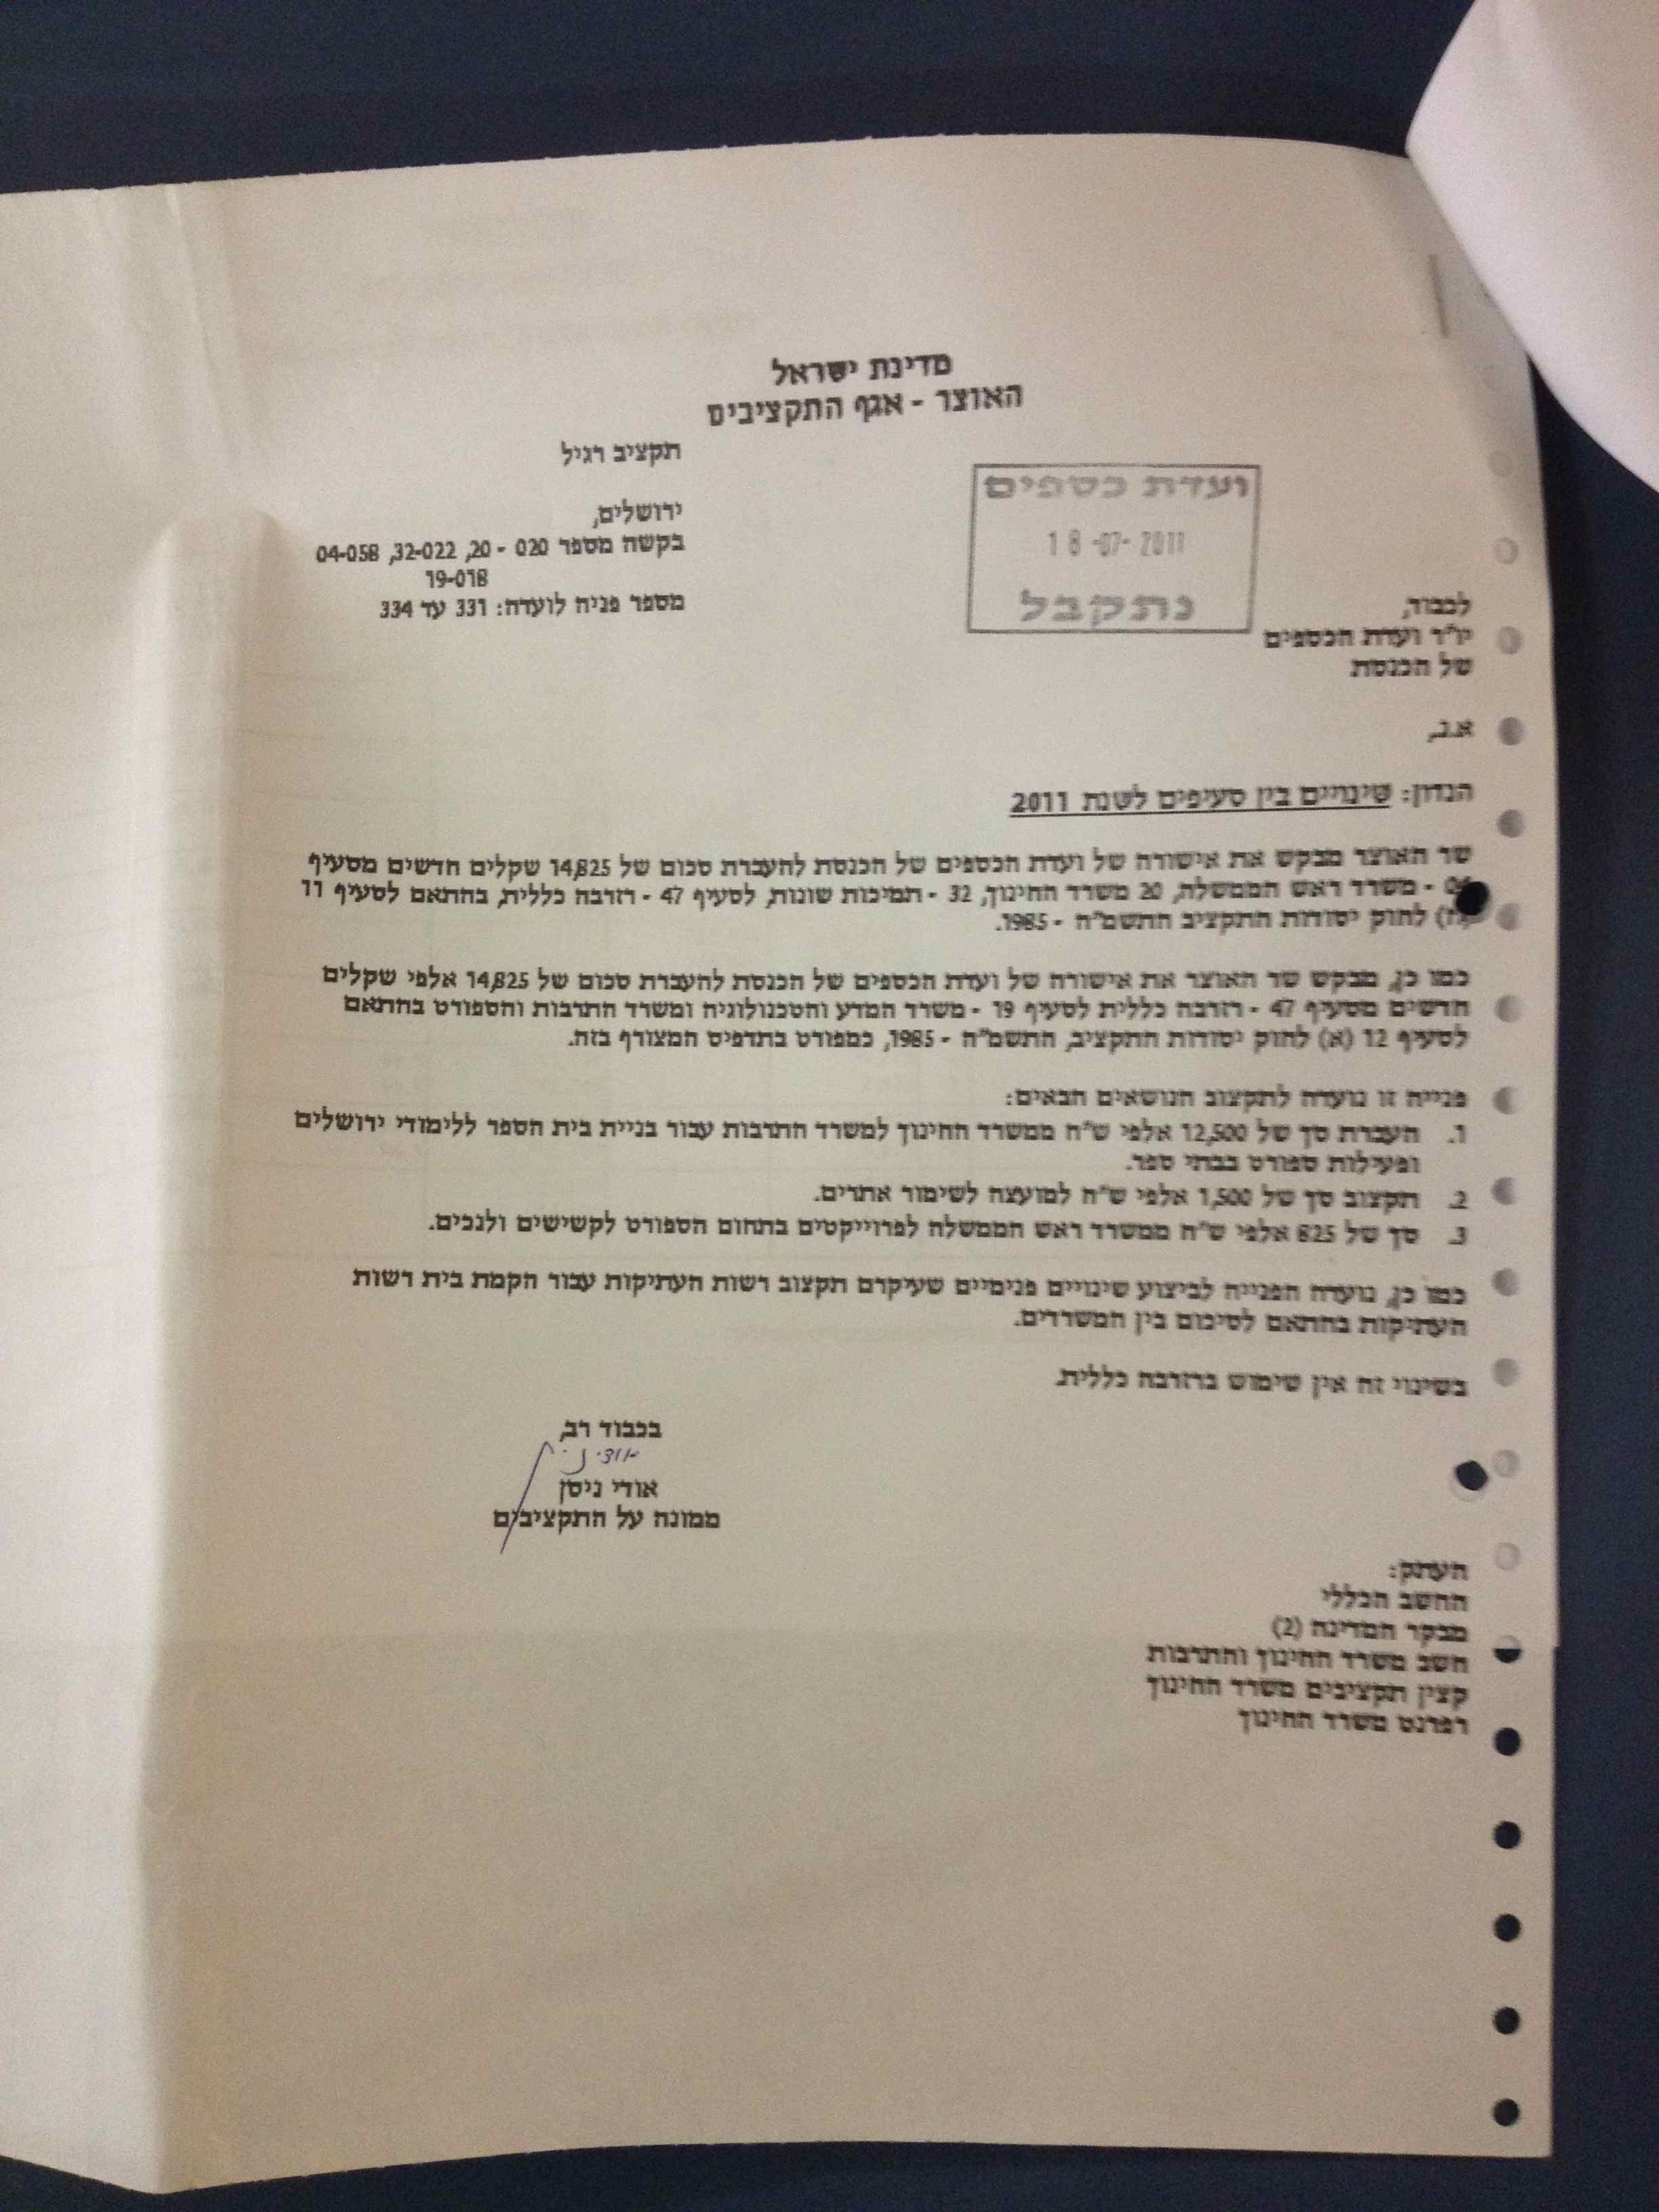 מדינת ישראל
האוצר - אגף התקציבים
תקציב רגיל
ועדת כספים
18-07-2011
נתקבל
ירושלים,
בקשה מספר 020 - 20, 32-022, 04-058
19-018
מספר פניה לועדה: 331 עד 334
לכבוד,
יו"ר ועדת הכספים
של הכנסת
א.נ.,
הנדון: שינויים בין סעיפים לשנת 2011
שר האוצר מבקש את אישורה של ועדת הכספים של הכנסת להעברת סכום של 14,825 שקלים חדשים מסעיף
- משרד ראש הממשלה, 20 משרד החינוך, 32 - תמיכות שונות, לסעיף 47 - רזרבה כללית, בהתאם לסעיף 11
לחוק יסודות התקציב התשמ"ה - 1985.
כמו כן, מבקש שר האוצר את אישורה של ועדת הכספים של הכנסת להעברת סכום של 14,825 אלפי שקלים
חדשים מסעיף 47 - רזרבה כללית לסעיף 19 - משרד המדע והטכנולוגיה ומשרד התרבות והספורט בהתאם
לסעיף 12 (א) לחוק יסודות התקציב, התשמ"ה - 1985, כמפורט בתדפיס המצורף בזה.
פנייה זו נועדה לתקצוב הנושאים הבאים:
1. העברת סך של 12,500 אלפי ש"ח ממשרד החינוך למשרד התרבות עבור בניית בית הספר ללימודי ירושלים
ופעילות ספורט בבתי ספר.
2. תקצוב סך של 1,500 אלפי ש"ח למועצה לשימור אתרים.
3. סך של 825 אלפי ש"ח ממשרד ראש הממשלה לפרוייקטים בתחום הספורט לקשישים ולנכים.
כמו כן, נועדה הפנייה לביצוע שינויים פנימיים שעיקרם תקצוב רשות העתיקות עבור הקמת בית רשות
העתיקות בהתאם לסיכום בין המשרדים.
בשינוי זה אין שימוש ברזרבה כללית.
בכבוד רב,
אודי ניסן
ממונה על התקציבים
העתק:
החשב הכללי
מבקר המדינה (2)
חשב משרד החינוך והתרבות
קצין תקציבים משרד החינוך
רפרנט משרד החינוך